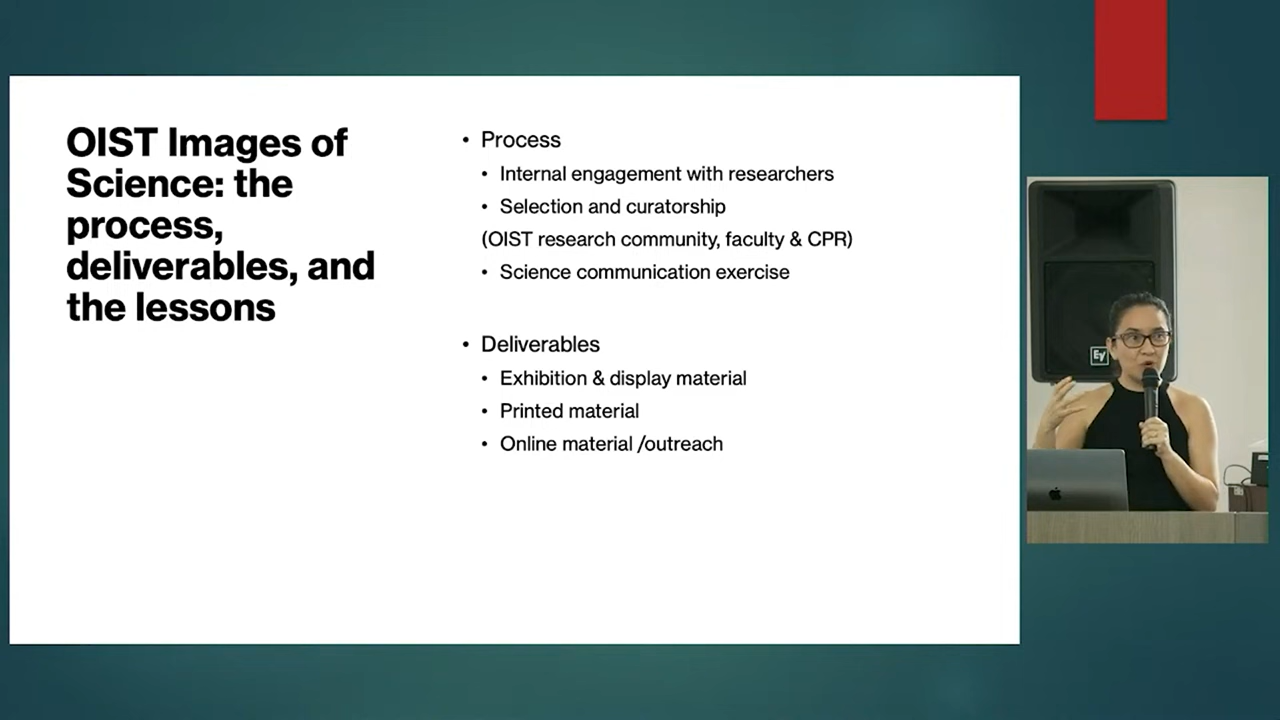 OIST Images of
Science: the
process,
deliverables, and
the lessons
• Process
• Internal engagement with researchers
• Selection and curatorship
(OIST research community, faculty & CPR)
• Science communication exercise
• Deliverables
• Exhibition & display material
• Printed material
• Online material /outreach
EV